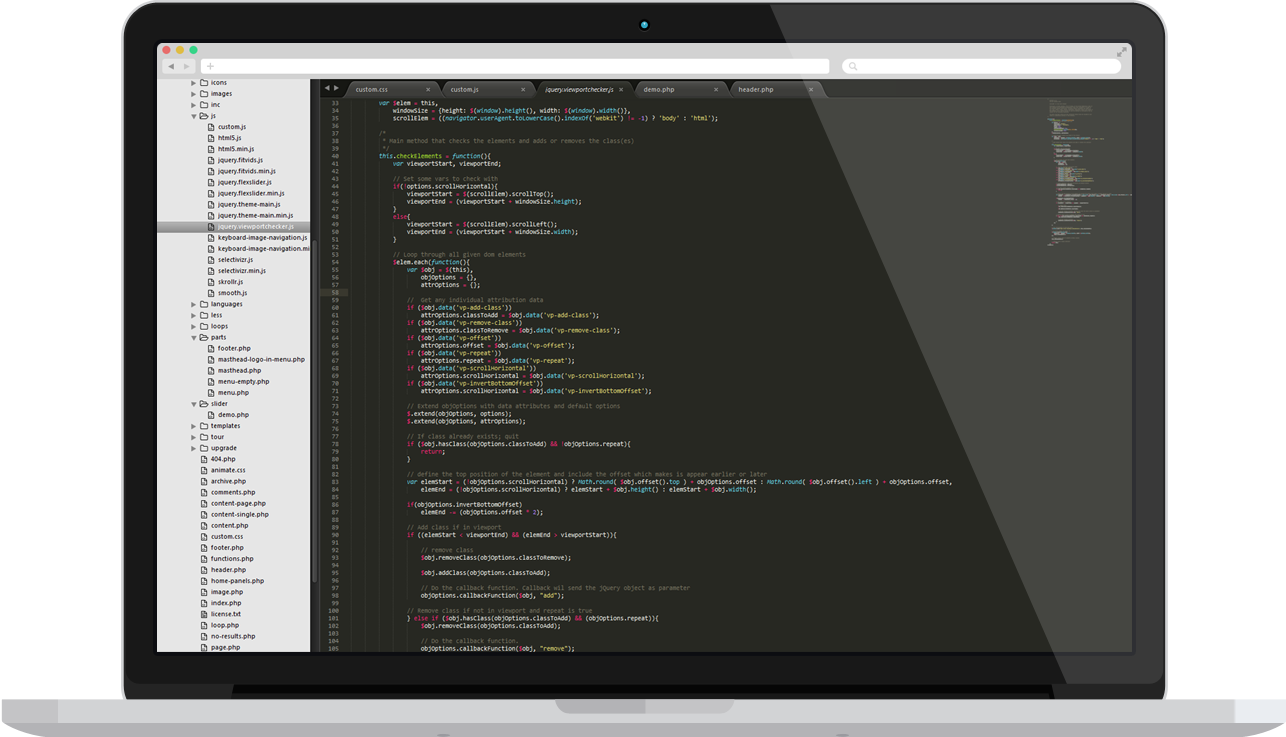 icons
images
inc
js
custom.js
html5.js
html5.min.js
jquery.fitvids.js
jquery.fitvids.min.js
jquery.flexslider.js
jquery.flexslider.min.js
jquery.theme-main.js
jquery.theme-main.min.js
jquery.viewportchecker.js
keyboard-image-navigation.js
keyboard-image-navigation.mi
selectivizr.js
selectivizr.min.js
skrollr.js
smooth.js
languages
less
loops
parts
footer.php
masthead-logo-in-menu.php
masthead.php
menu-empty.php
menu.php
slider
demo.php
templates
tour
upgrade
404.php
animate.css
archive.php
comments.php
content-page.php
content-single.php
content.php
custom.css
footer.php
functions.php
header.php
home-panels.php
image.php
index.php
license.txt
loop.php
no-results.php
page.php
custom.css × custom.js × jquery.viewportchecker.js × demo.php × header.php ×
33 var $elem = this,
34 windowSize = {height: $(window).height(), width: $(window).width()},
35 scrollElem = ((navigator.userAgent.toLowerCase().indexOf('webkit') != -1) ? 'body' : 'html');
36
37 /*
38 * Main method that checks the elements and adds or removes the class(es)
39 */
40 this.checkElements = function(){
41 var viewportStart, viewportEnd;
42
43 // Set some vars to check with
44 if(!options.scrollHorizontal){
45 viewportStart = $(scrollElem).scrollTop();
46 viewportEnd = (viewportStart + windowSize.height);
47 }
48 else{
49 viewportStart = $(scrollElem).scrollLeft();
50 viewportEnd = (viewportStart + windowSize.width);
51 }
52
53 // Loop through all given dom elements
54 $elem.each(function(){
55 var $obj = $(this),
56 objOptions = {},
57 attrOptions = {};
58
59 // Get any individual attribution data
60 if ($obj.data('vp-add-class'))
61 attrOptions.classToAdd = $obj.data('vp-add-class');
62 if ($obj.data('vp-remove-class'))
63 attrOptions.classToRemove = $obj.data('vp-remove-class');
64 if ($obj.data('vp-offset'))
65 attrOptions.offset = $obj.data('vp-offset');
66 if ($obj.data('vp-repeat'))
67 attrOptions.repeat = $obj.data('vp-repeat');
68 if ($obj.data('vp-scrollHorizontal'))
69 attrOptions.scrollHorizontal = $obj.data('vp-scrollHorizontal');
70 if ($obj.data('vp-invertBottomOffset'))
71 attrOptions.scrollHorizontal = $obj.data('vp-invertBottomOffset');
72
73 // Extend objOptions with data attributes and default options
74 $.extend(objOptions, options);
75 $.extend(objOptions, attrOptions);
76
77 // If class already exists; quit
78 if ($obj.hasClass(objOptions.classToAdd) && !objOptions.repeat){
79 return;
80 }
81
82 // define the top position of the element and include the offset which makes is appear earlier or later
83 var elemStart = (!objOptions.scrollHorizontal) ? Math.round( $obj.offset().top ) + objOptions.offset : Math.round( $obj.offset().left ) + objOptions.offset,
84 elemEnd = (!objOptions.scrollHorizontal) ? elemStart + $obj.height() : elemStart + $obj.width();
85
86 if(objOptions.invertBottomOffset)
87 elemEnd -= (objOptions.offset * 2);
88
89 // Add class if in viewport
90 if ((elemStart < viewportEnd) && (elemEnd > viewportStart)){
91
92 // remove class
93 $obj.removeClass(objOptions.classToRemove);
94
95 $obj.addClass(objOptions.classToAdd);
96
97 // Do the callback function. Callback wil send the jQuery object as parameter
98 objOptions.callbackFunction($obj, "add");
99
100 // Remove class if not in viewport and repeat is true
101 } else if ($obj.hasClass(objOptions.classToAdd) && (objOptions.repeat)){
102 $obj.removeClass(objOptions.classToAdd);
103
104 // Do the callback function.
105 objOptions.callbackFunction($obj, "remove");